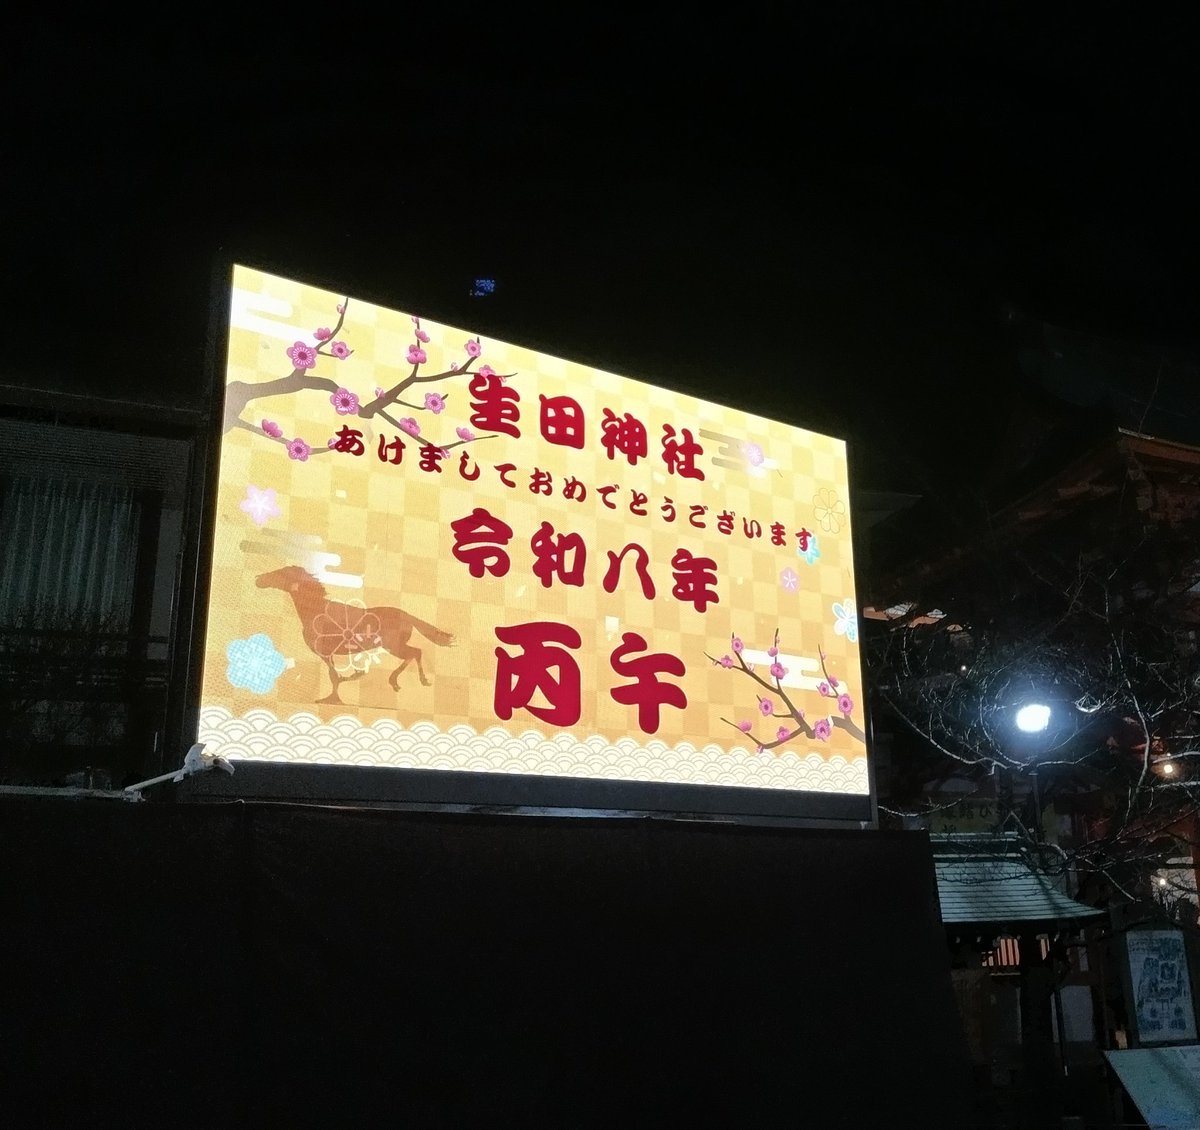 生田神社
あけましておめでとうございます
令和八年
丙午